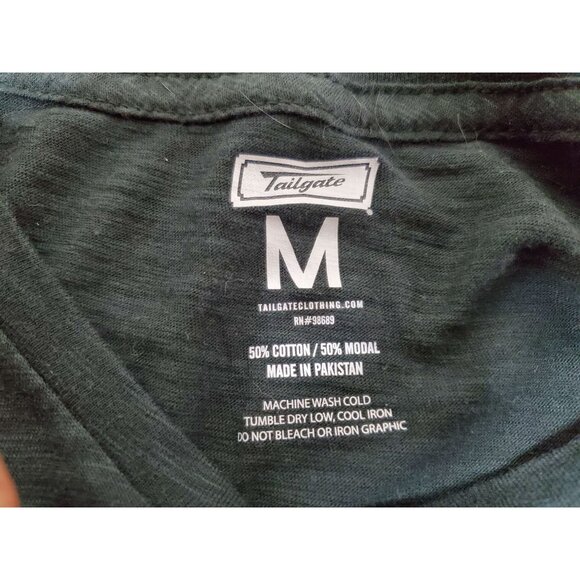 Tailgate
M
TAILGATECLOTHING.COM
RN#98689
50% COTTON / 50% MODAL
MADE IN PAKISTAN
MACHINE WASH COLD
TUMBLE DRY LOW, COOL IRON
DO NOT BLEACH OR IRON GRAPHIC